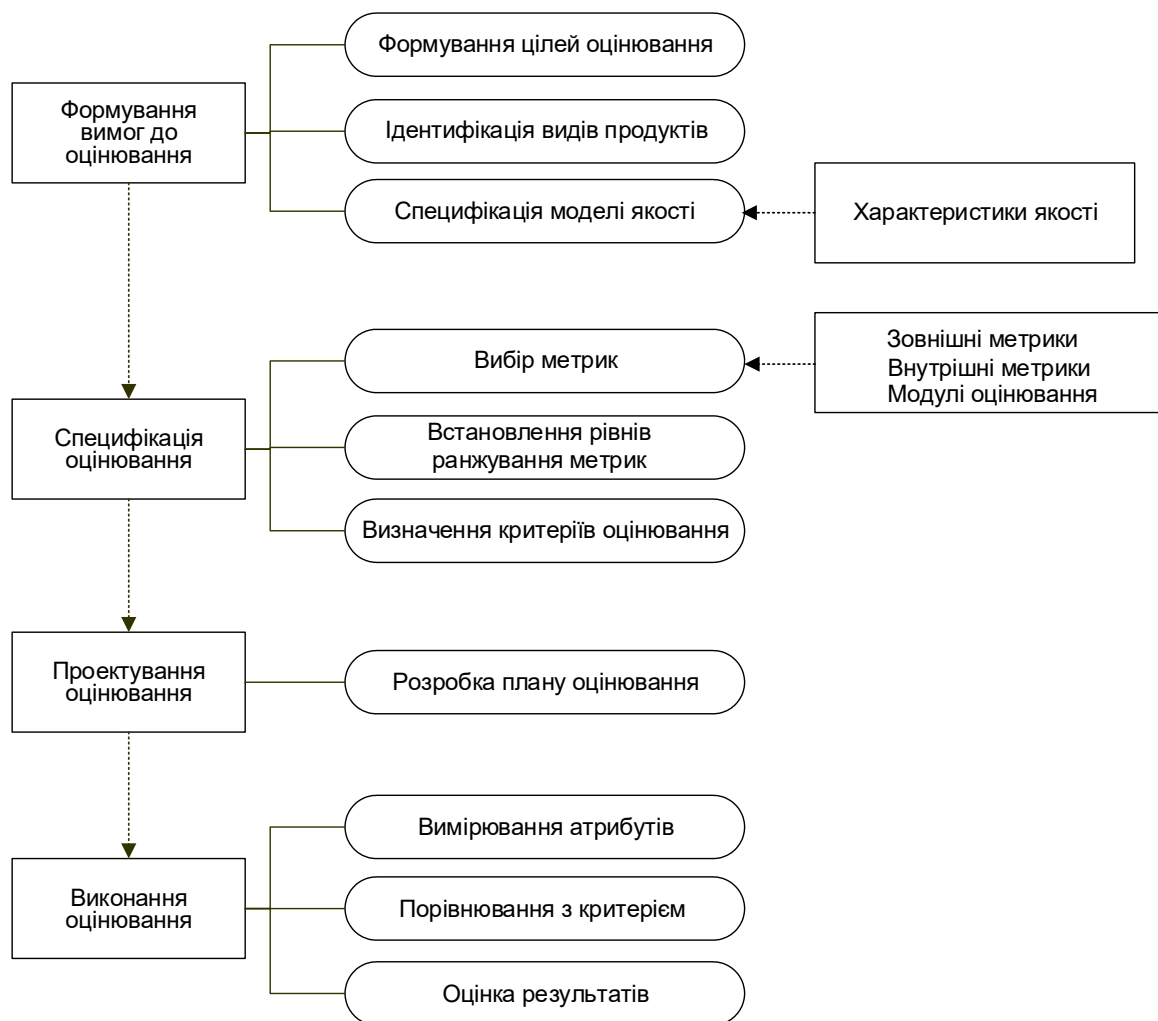 Формування цілей оцінювання
Формування
вимог до
оцінювання
Ідентифікація видів продуктів
Специфікація моделі якості
Характеристики якості
Зовнішні метрики
Внутрішні метрики
Модулі оцінювання
Вибір метрик
Специфікація
оцінювання
Встановлення рівнів
ранжування метрик
Визначення критеріїв оцінювання
Проектування
оцінювання
Розробка плану оцінювання
Вимірювання атрибутів
Виконання
оцінювання
Порівнювання з критерієм
Оцінка результатів